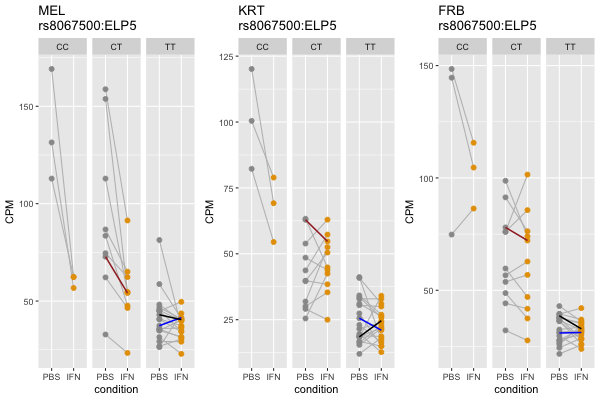 MEL
rs8067500:ELP5
CC CT TT
CPM
150
100
50
PBS IFN PBS IFN PBS IFN
condition
KRT
rs8067500:ELP5
CC CT TT
CPM
125
100
75
50
25
PBS IFN PBS IFN PBS IFN
condition
FRB
rs8067500:ELP5
CC CT TT
CPM
150
100
50
PBS IFN PBS IFN PBS IFN
condition